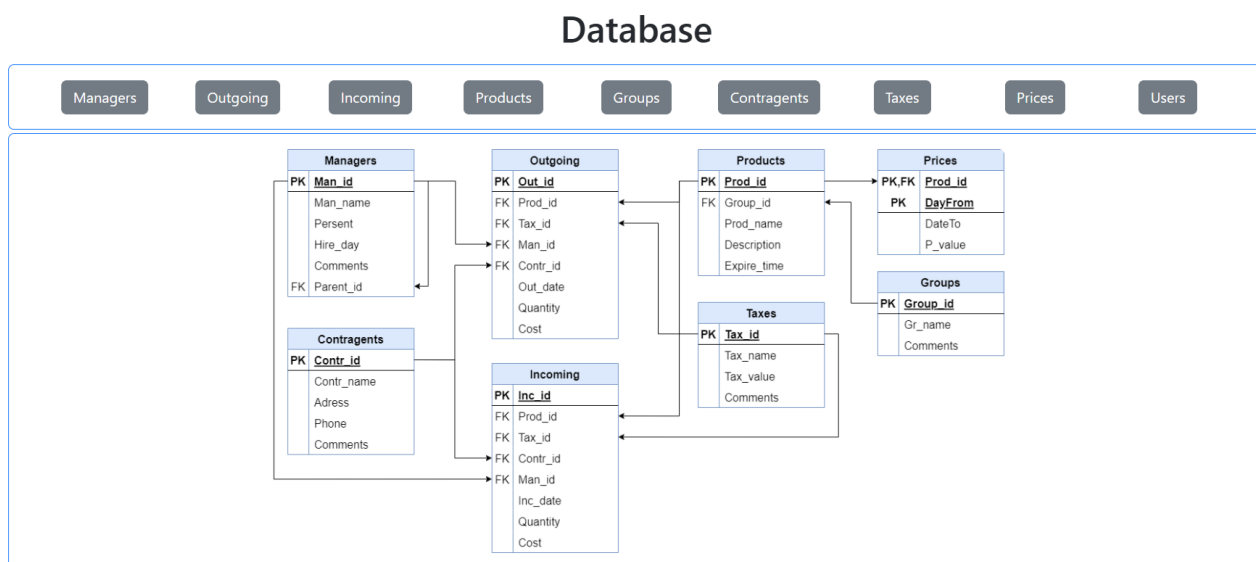 Database
Managers Outgoing Incoming Products Groups Contragents Taxes Prices Users
Managers
PK Man_id
Man_name
Persent
Hire_day
Comments
FK Parent_id
Contragents
PK Contr_id
Contr_name
Adress
Phone
Comments
Outgoing
PK Out_id
FK Prod_id
FK Tax_id
FK Man_id
FK Contr_id
Out_date
Quantity
Cost
Incoming
PK Inc_id
FK Prod_id
FK Tax_id
FK Contr_id
FK Man_id
Inc_date
Quantity
Cost
Products
PK Prod_id
FK Group_id
Prod_name
Description
Expire_time
Taxes
PK Tax_id
Tax_name
Tax_value
Comments
Prices
PK,FK Prod_id
PK DayFrom
DateTo
P_value
Groups
PK Group_id
Gr_name
Comments